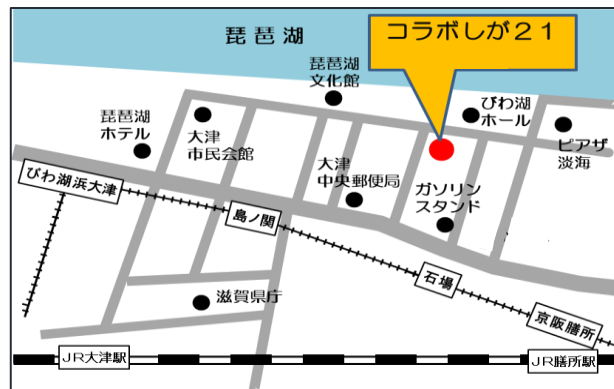 琵琶湖
コラボしが２１
琵琶湖
文化館
びわ湖
ホール
琵琶湖
ホテル
大津
市民会館
ピアザ
淡海
大津
中央郵便局
ガソリン
スタンド
びわ湖浜大津
島ノ関
石場
京阪膳所
滋賀県庁
ＪＲ大津駅
ＪＲ膳所駅